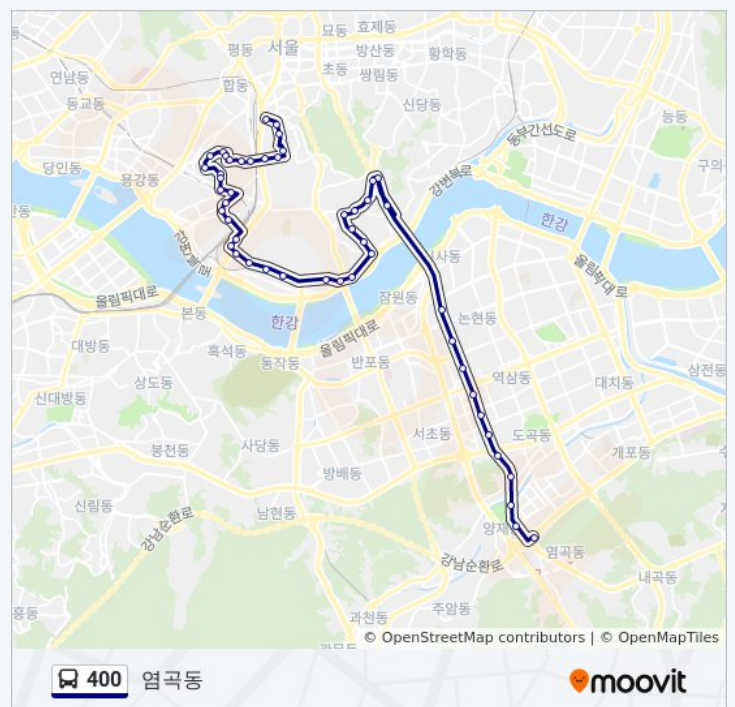 묘동
효제동
평동
서울
방산동
황학동
연남동
초동
쌍림동
합동
동교동
신당동
능동
동부간선도로
당인동
구의
용강동
강변북로
한강
강변북로
잠원동
올림픽대로
올림픽대로
본동
한강
논현동
올림픽대로
대방동
흑석동
동작동
반포동
삼전동
상도동
역삼동
대치동
신대방동
서초동
도곡동
봉천동
사당동
개포동
방배동
신림동
남현동
강남순환로
염곡동
강남순환로
내곡동
주암동
과천동
© OpenStreetMap contributors | © OpenMapTiles
400 염곡동
moovit